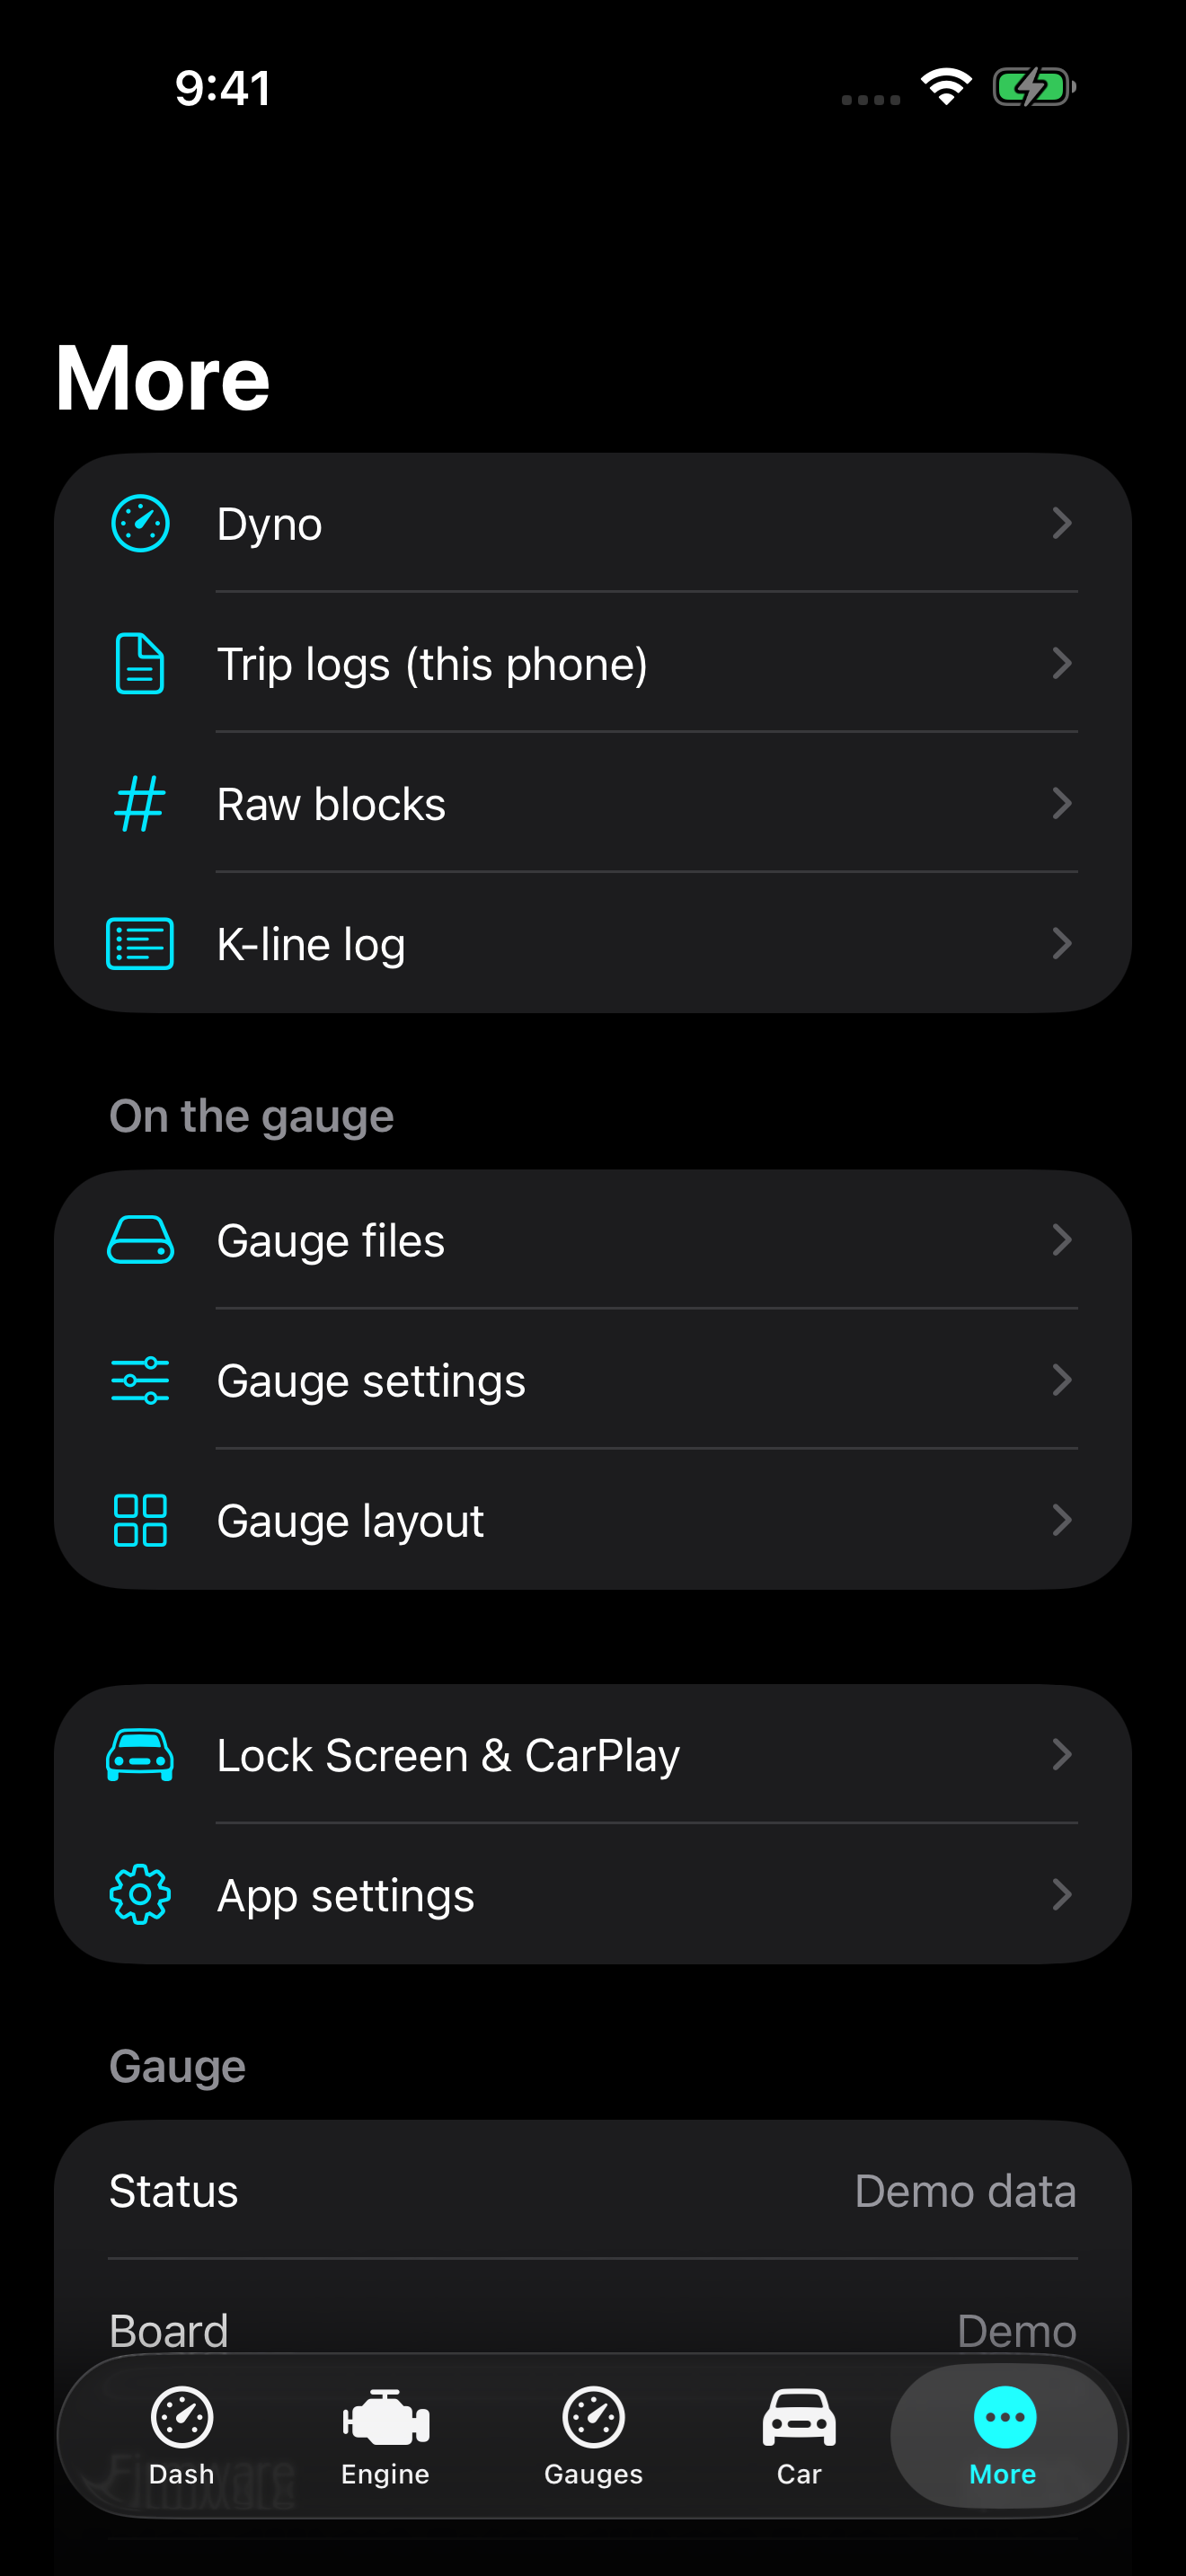 9:41
More
Dyno
Trip logs (this phone)
Raw blocks
K-line log
On the gauge
Gauge files
Gauge settings
Gauge layout
Lock Screen & CarPlay
App settings
Gauge
Status Demo data
Board Demo
Firmware
Dash Engine Gauges Car More